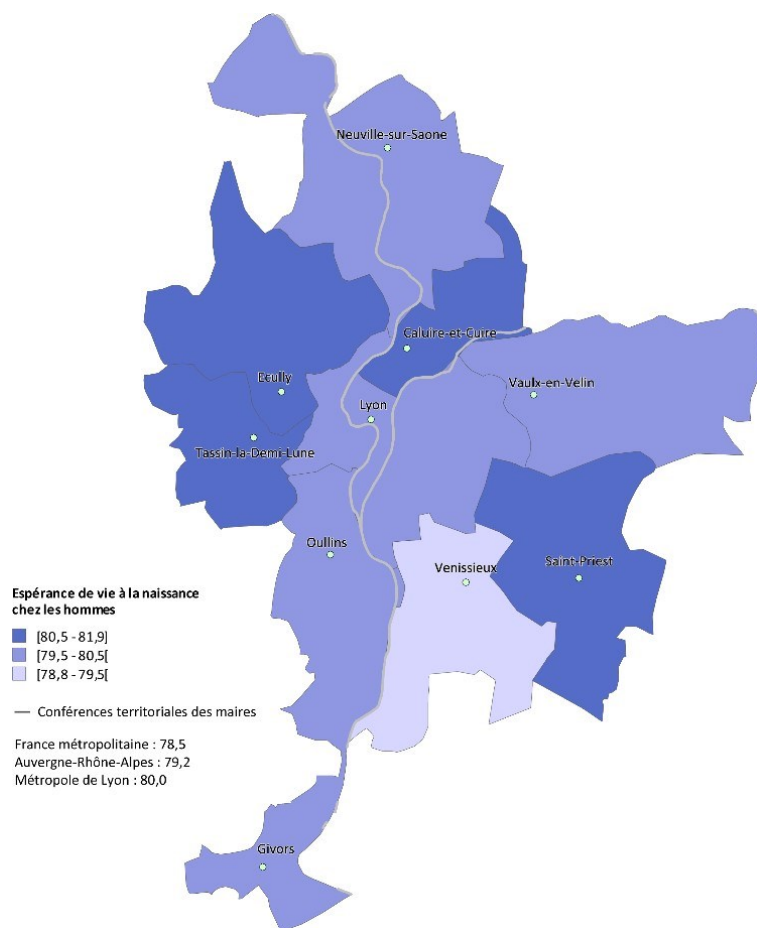 Neuville-sur-Saone
Caluire-et-Cuire
Ecully
Vaulx-en-Velin
Lyon
Tassin-la-Demi-Lune
Oullins
Venissieux
Saint-Priest
Espérance de vie à la naissance
chez les hommes
[80,5 - 81,9]
[79,5 - 80,5[
[78,8 - 79,5[
Conférences territoriales des maires
France métropolitaine : 78,5
Auvergne-Rhône-Alpes : 79,2
Métropole de Lyon : 80,0
Givors